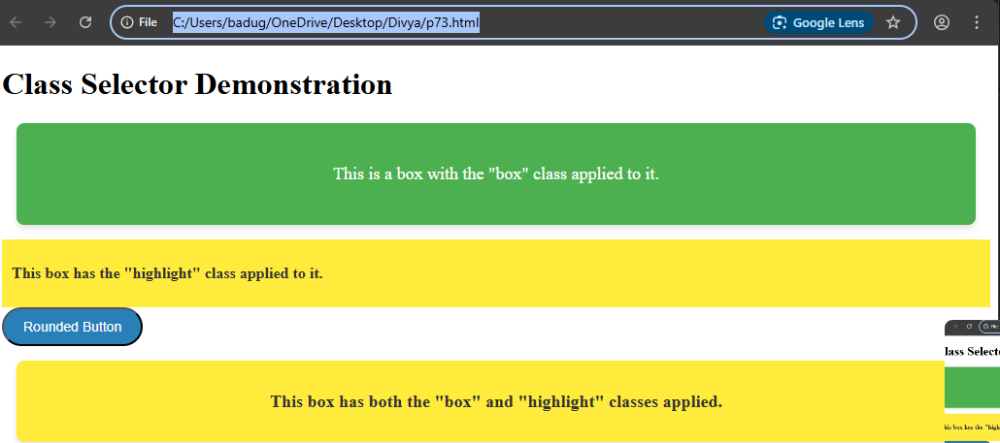 File C:/Users/badug/OneDrive/Desktop/Divya/p73.html Google Lens
Class Selector Demonstration
This is a box with the "box" class applied to it.
This box has the "highlight" class applied to it.
Rounded Button
This box has both the "box" and "highlight" classes applied.
lass Select
his box has the "high